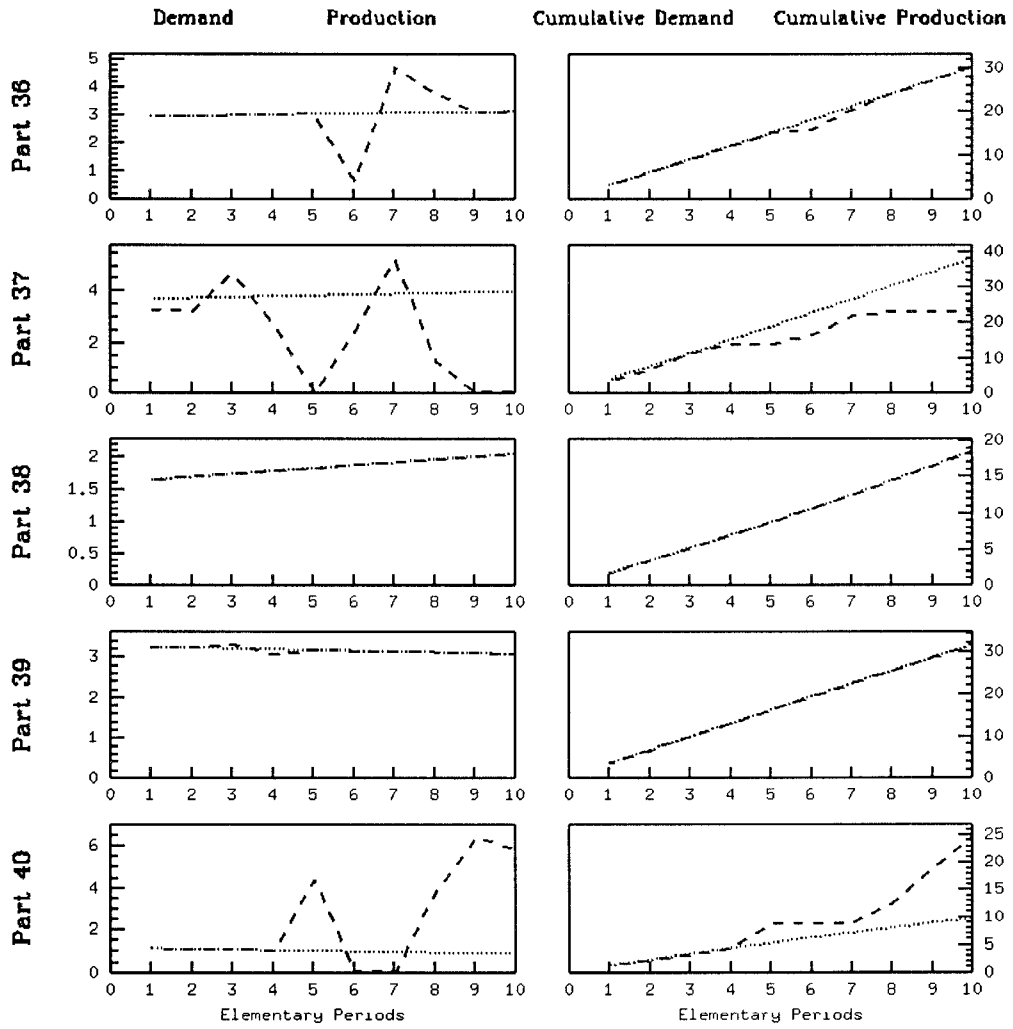 Demand Production Cumulative Demand Cumulative Production
Part 36
5
4
3
2
1
0
0 1 2 3 4 5 6 7 8 9 10
30
20
10
0
0 1 2 3 4 5 6 7 8 9 10
Part 37
4
2
0
0 1 2 3 4 5 6 7 8 9 10
40
30
20
10
0
0 1 2 3 4 5 6 7 8 9 10
Part 38
2
1.5
1
0.5
0
0 1 2 3 4 5 6 7 8 9 10
20
15
10
5
0
0 1 2 3 4 5 6 7 8 9 10
Part 39
3
2
1
0
0 1 2 3 4 5 6 7 8 9 10
30
20
10
0
0 1 2 3 4 5 6 7 8 9 10
Part 40
6
4
2
0
0 1 2 3 4 5 6 7 8 9 10
Elementary Periods
25
20
15
10
5
0
0 1 2 3 4 5 6 7 8 9 10
Elementary Periods